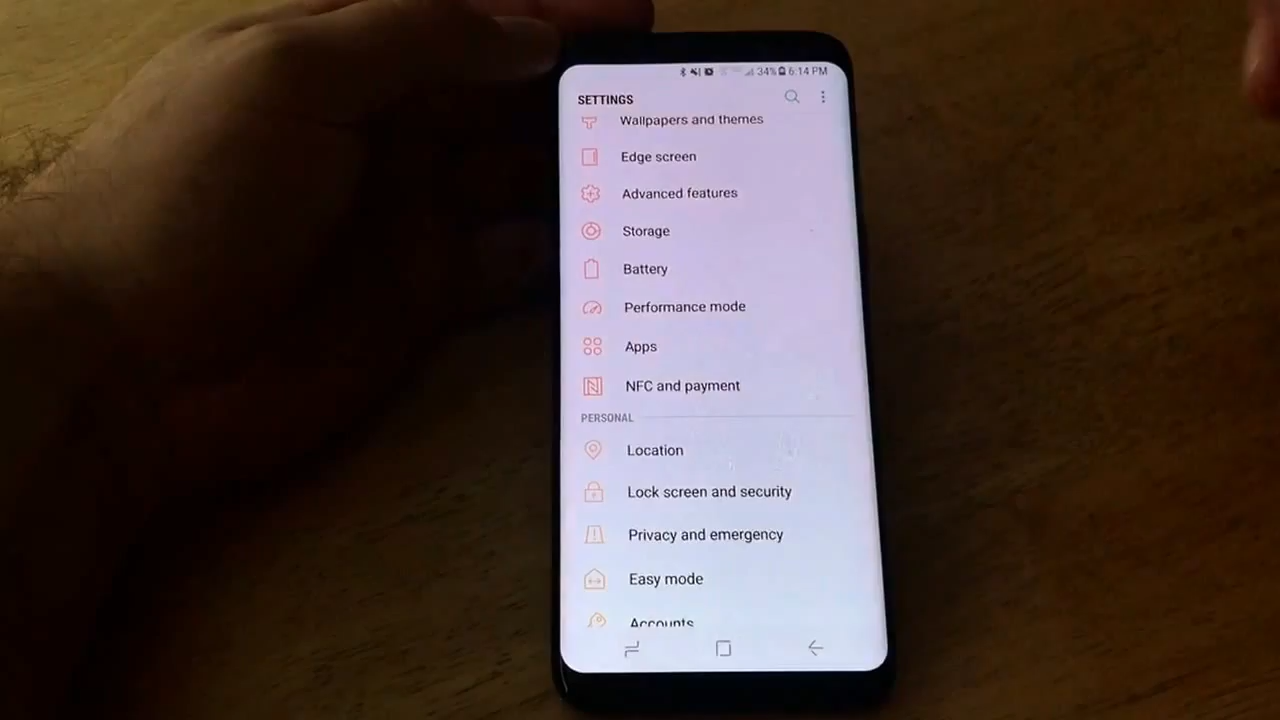 34% 6:14 PM
SETTINGS
Wallpapers and themes
Edge screen
Advanced features
Storage
Battery
Performance mode
Apps
NFC and payment
PERSONAL
Location
Lock screen and security
Privacy and emergency
Easy mode
Accounts